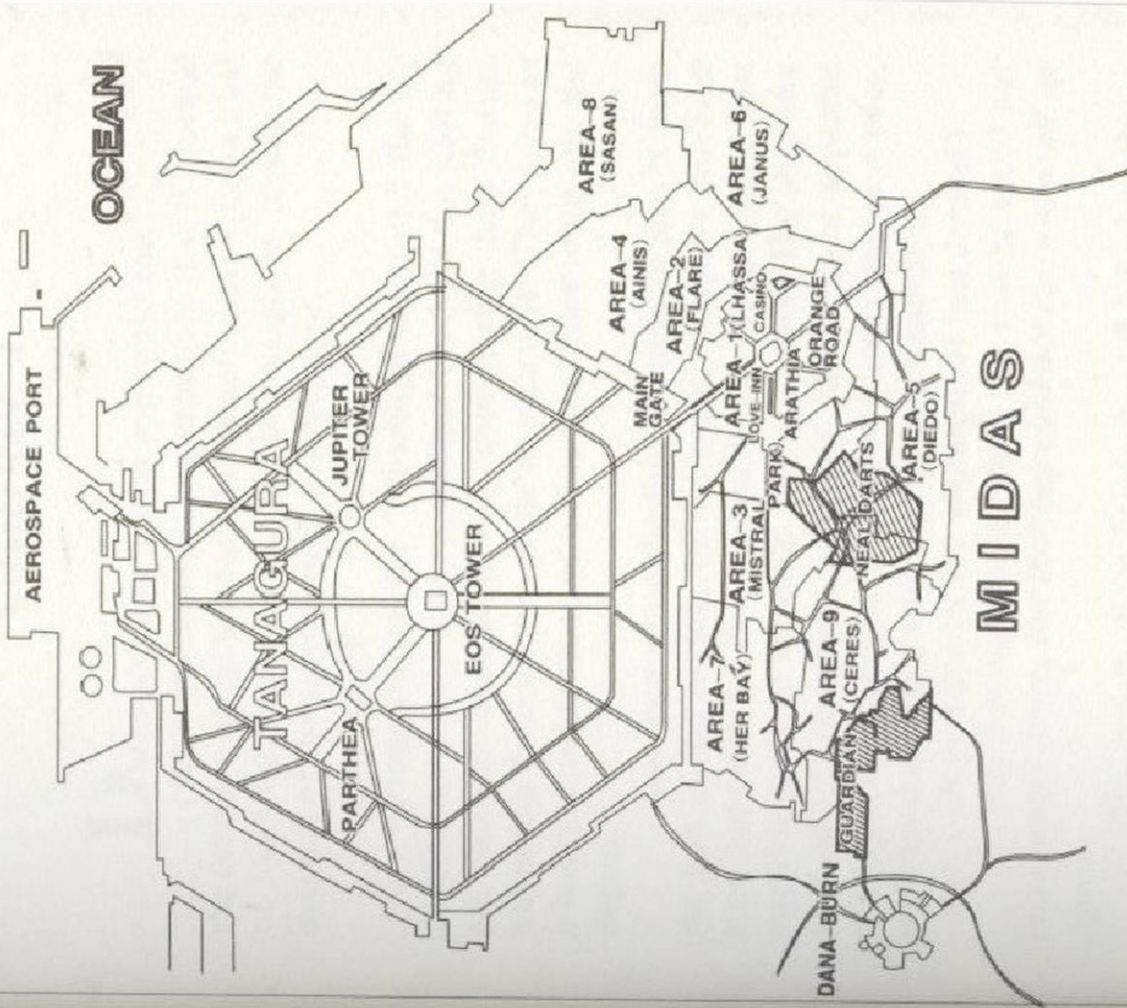 AEROSPACE PORT
OCEAN
TANAGURA
JUPITER
TOWER
PARTHEA
EOS TOWER
AREA-8
(SASAN)
AREA-4
(AINIS)
AREA-2
(FLARE)
AREA-6
(JANUS)
MAIN
GATE
AREA-1(LHASSA)
LOVE-INN
CASINO
ARATHIA
ORANGE
ROAD
AREA-3
(MISTRAL
PARK)
AREA-7
(HER BAY)
AREA-5
(DIEDO)
NEAL DARTS
AREA-9
(CERES)
GUARDIAN
DANA-BURN
MIDAS